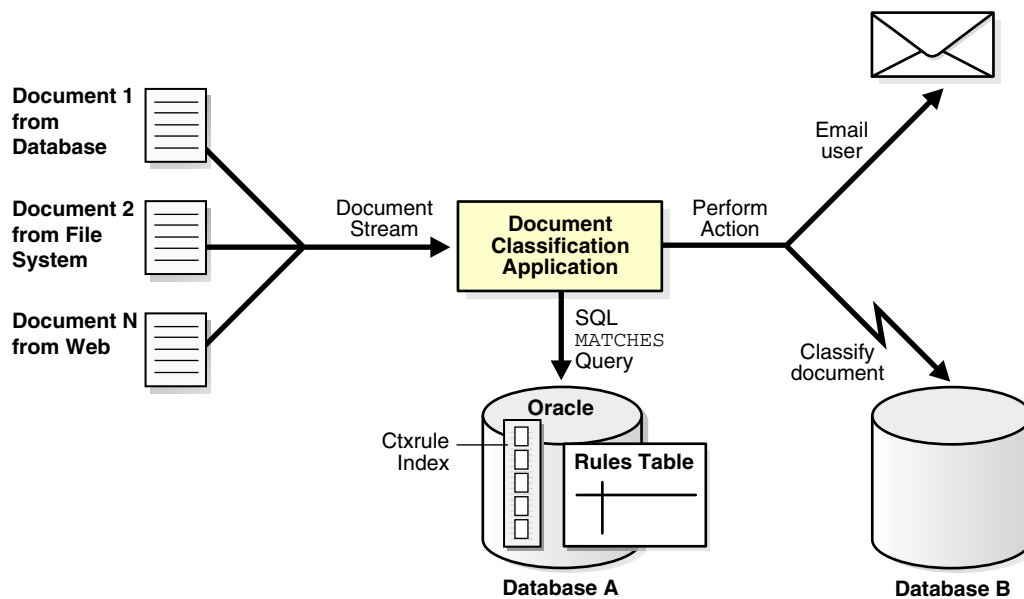 Document 1
from
Database
Document 2
from File
System
Document N
from Web
Document
Stream
Document
Classification
Application
Perform
Action
Email
user
Classify
document
SQL
MATCHES
Query
Oracle
Ctxrule
Index
Rules Table
Database A
Database B